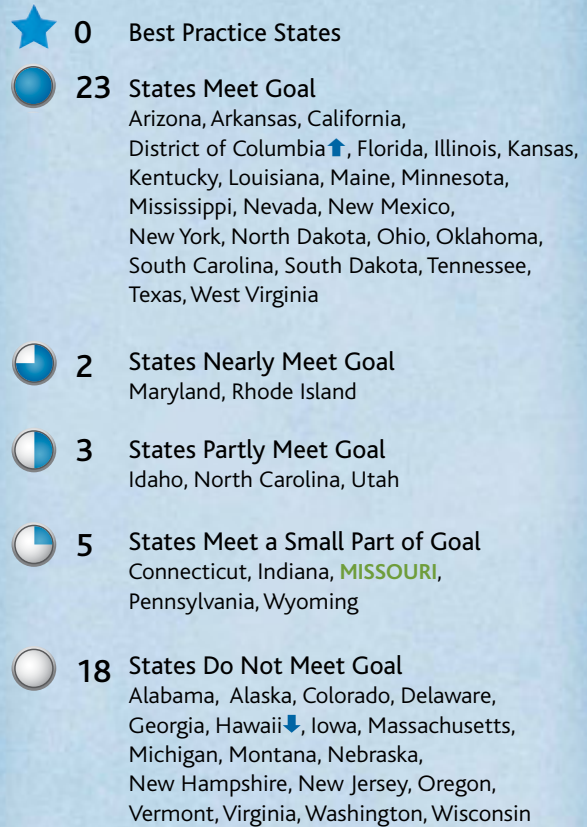 0 Best Practice States
23 States Meet Goal
Arizona, Arkansas, California,
District of Columbia⬆, Florida, Illinois, Kansas,
Kentucky, Louisiana, Maine, Minnesota,
Mississippi, Nevada, New Mexico,
New York, North Dakota, Ohio, Oklahoma,
South Carolina, South Dakota, Tennessee,
Texas, West Virginia
2 States Nearly Meet Goal
Maryland, Rhode Island
3 States Partly Meet Goal
Idaho, North Carolina, Utah
5 States Meet a Small Part of Goal
Connecticut, Indiana, MISSOURI,
Pennsylvania, Wyoming
18 States Do Not Meet Goal
Alabama, Alaska, Colorado, Delaware,
Georgia, Hawaii⬇, Iowa, Massachusetts,
Michigan, Montana, Nebraska,
New Hampshire, New Jersey, Oregon,
Vermont, Virginia, Washington, Wisconsin